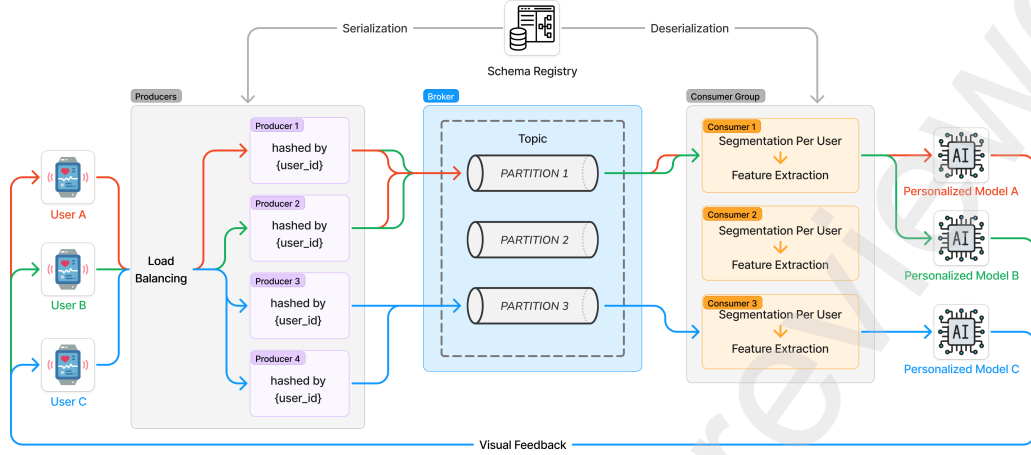 Serialization
Deserialization
Schema Registry
Producers
Broker
Consumer Group
Producer 1
hashed by
{user_id}
Producer 2
hashed by
{user_id}
Producer 3
hashed by
{user_id}
Producer 4
hashed by
{user_id}
Load
Balancing
User A
User B
User C
Topic
PARTITION 1
PARTITION 2
PARTITION 3
Consumer 1
Segmentation Per User
Feature Extraction
Consumer 2
Segmentation Per User
Feature Extraction
Consumer 3
Segmentation Per User
Feature Extraction
AI
Personalized Model A
AI
Personalized Model B
AI
Personalized Model C
Visual Feedback
review